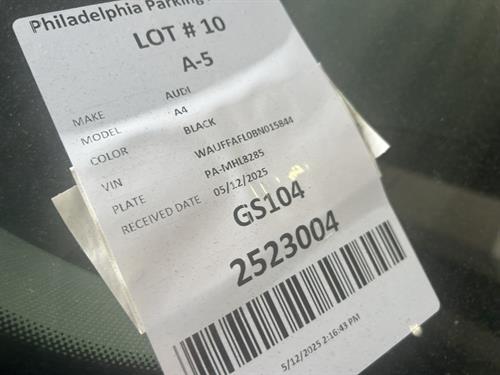 Philadelphia Parking
LOT # 10
A-5
MAKE AUDI
MODEL A4
COLOR BLACK
VIN WAUFFAFL0BN015844
PLATE PA-MHL8285
RECEIVED DATE 05/12/2025
GS104
2523004
5/12/2025 2:16:43 PM